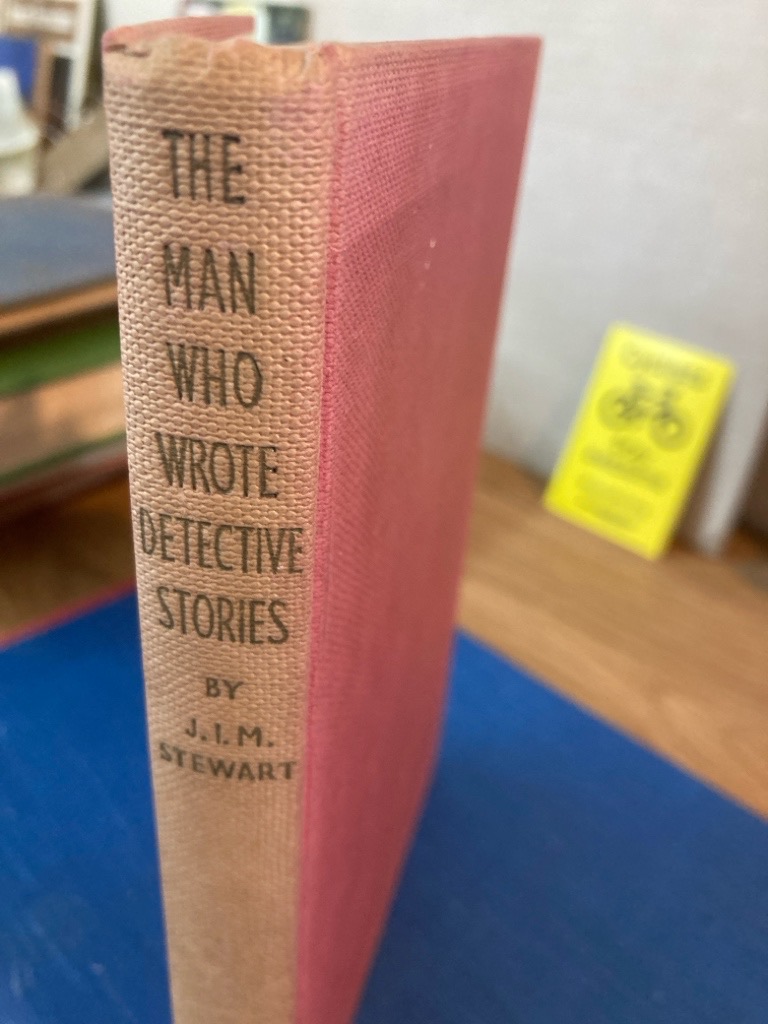 THE
MAN
WHO
WROTE
DETECTIVE
STORIES
BY
J.I.M.
STEWART